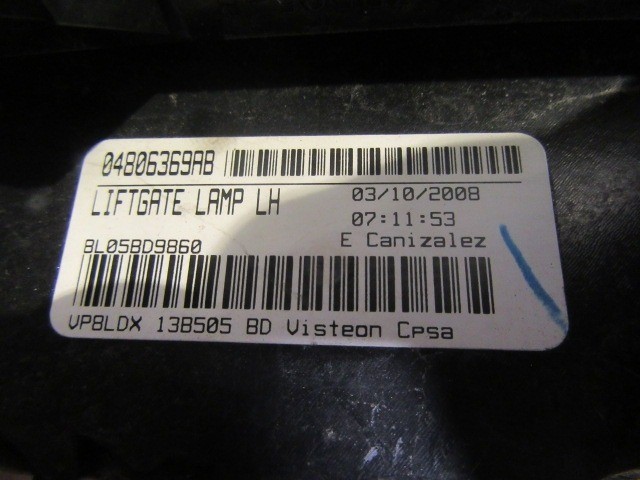 04806369AB
LIFTGATE LAMP LH 03/10/2008
07:11:53
8L05BD9860 E Canizalez
VP8LDX 13B505 BD Visteon Cpsa